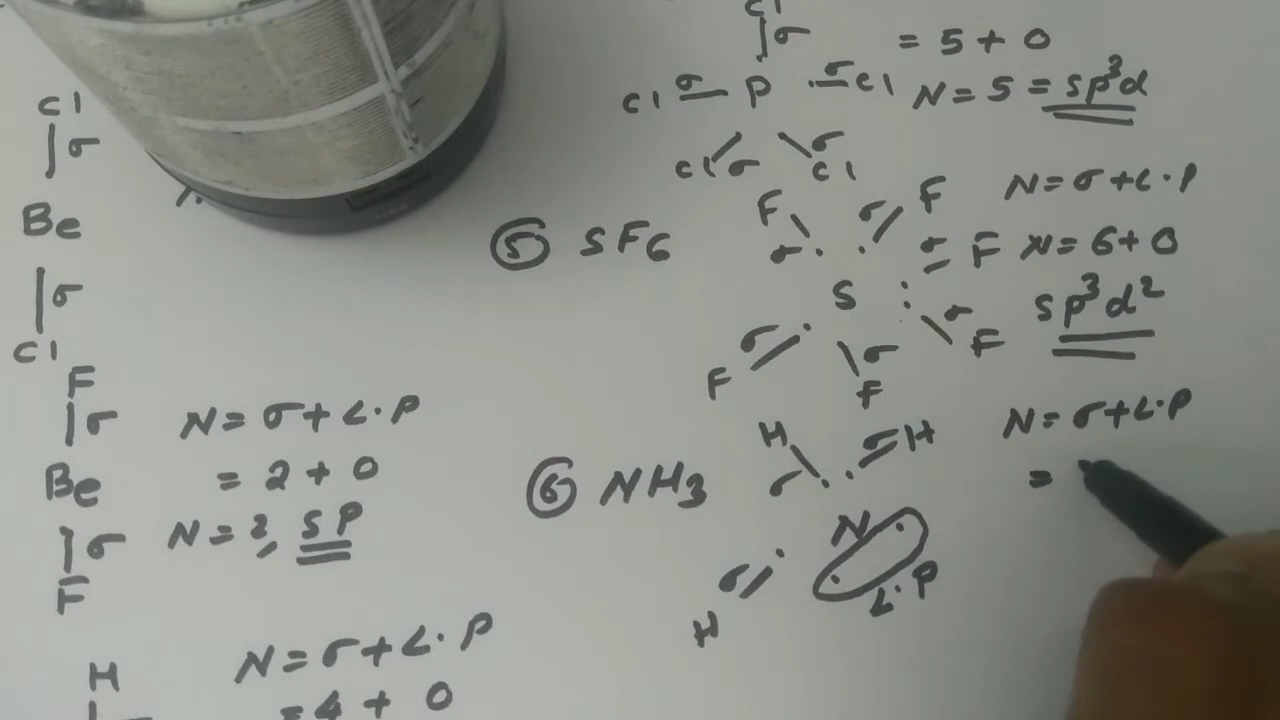 Cl
σ
Be
σ
Cl
F
σ
Be
σ
F
N = σ + L.P
= 2 + 0
N = 2, SP
H
N = σ + L.P
= 4 + 0
Cl
σ
Cl σ P σ Cl
Cl σ σ Cl
= 5 + 0
N = 5 = sp³d
⑤ SF6
F σ F
σ σ F
S
σ σ σ F
F F
N = σ + L.P
N = 6 + 0
sp³d²
⑥ NH3
H σ H
σ
N
σ L.P
H
N = σ + L.P
=